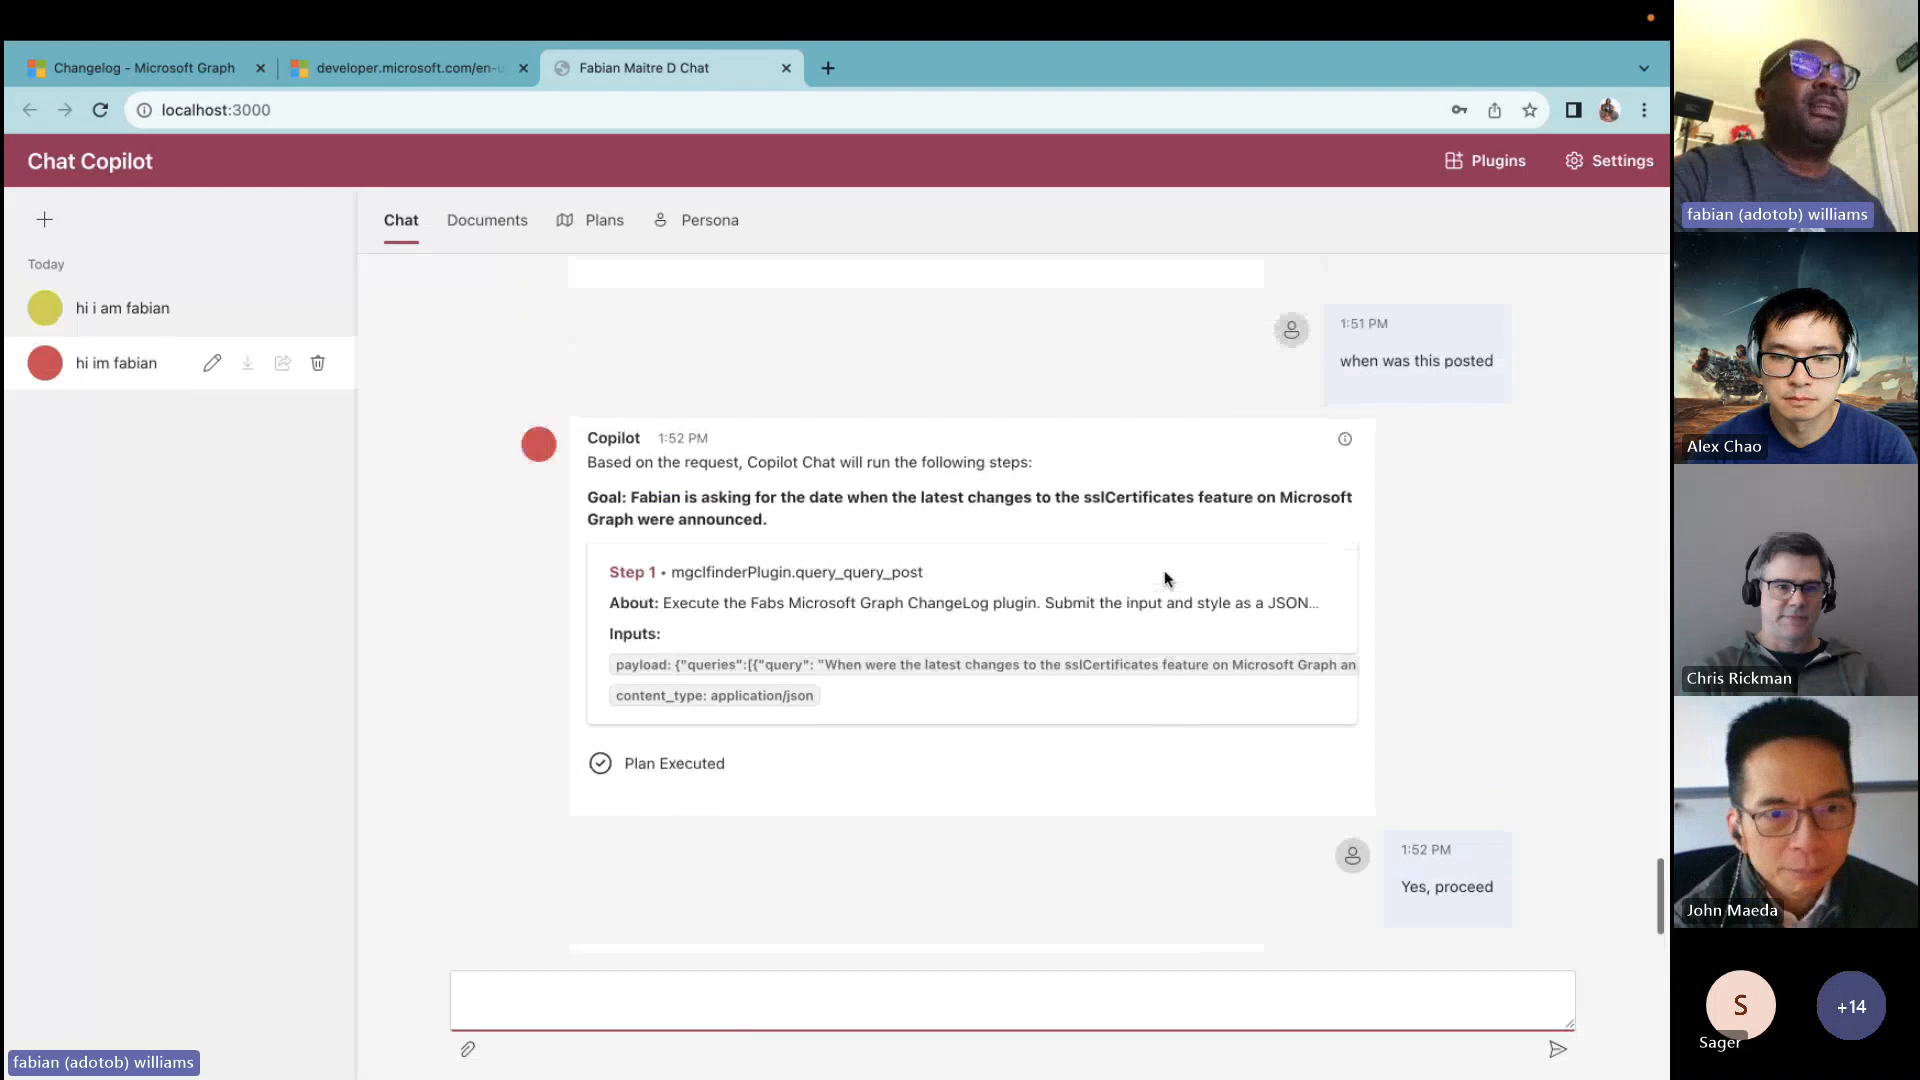 Changelog - Microsoft Graph
developer.microsoft.com/en-u
Fabian Maitre D Chat
localhost:3000
Chat Copilot
Plugins
Settings
Chat
Documents
Plans
Persona
Today
hi i am fabian
hi im fabian
1:51 PM
when was this posted
Copilot 1:52 PM
Based on the request, Copilot Chat will run the following steps:
Goal: Fabian is asking for the date when the latest changes to the sslCertificates feature on Microsoft
Graph were announced.
Step 1 • mgclfinderPlugin.query_query_post
About: Execute the Fabs Microsoft Graph ChangeLog plugin. Submit the input and style as a JSON...
Inputs:
payload: {"queries":[{"query": "When were the latest changes to the sslCertificates feature on Microsoft Graph an
content_type: application/json
Plan Executed
1:52 PM
Yes, proceed
fabian (adotob) williams
fabian (adotob) williams
Alex Chao
Chris Rickman
John Maeda
S
Sager
+14